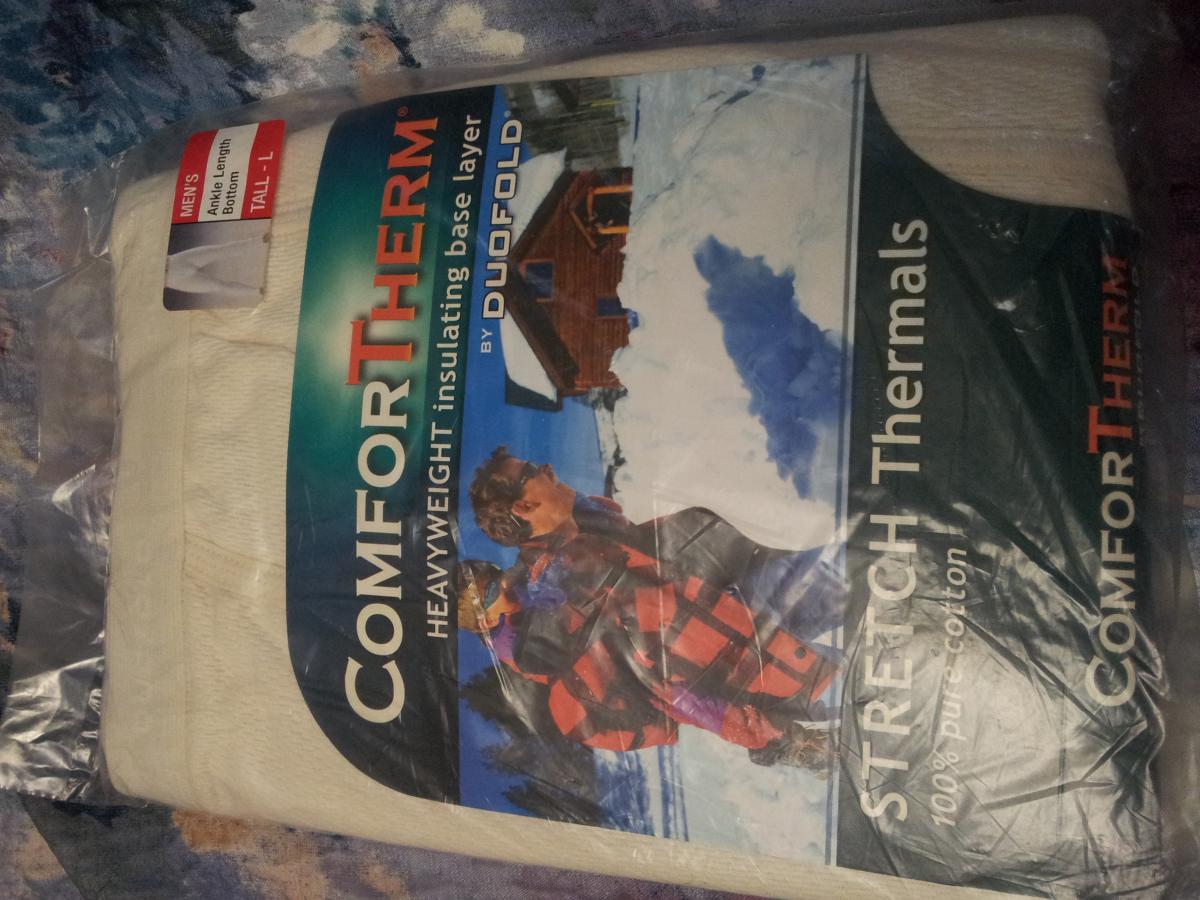 MEN'S
Ankle Length
Bottom
TALL - L
COMFORTHERM®
HEAVYWEIGHT insulating base layer
BY DUOFOLD®
STRETCH Thermals
100% pure cotton
COMFORTHERM